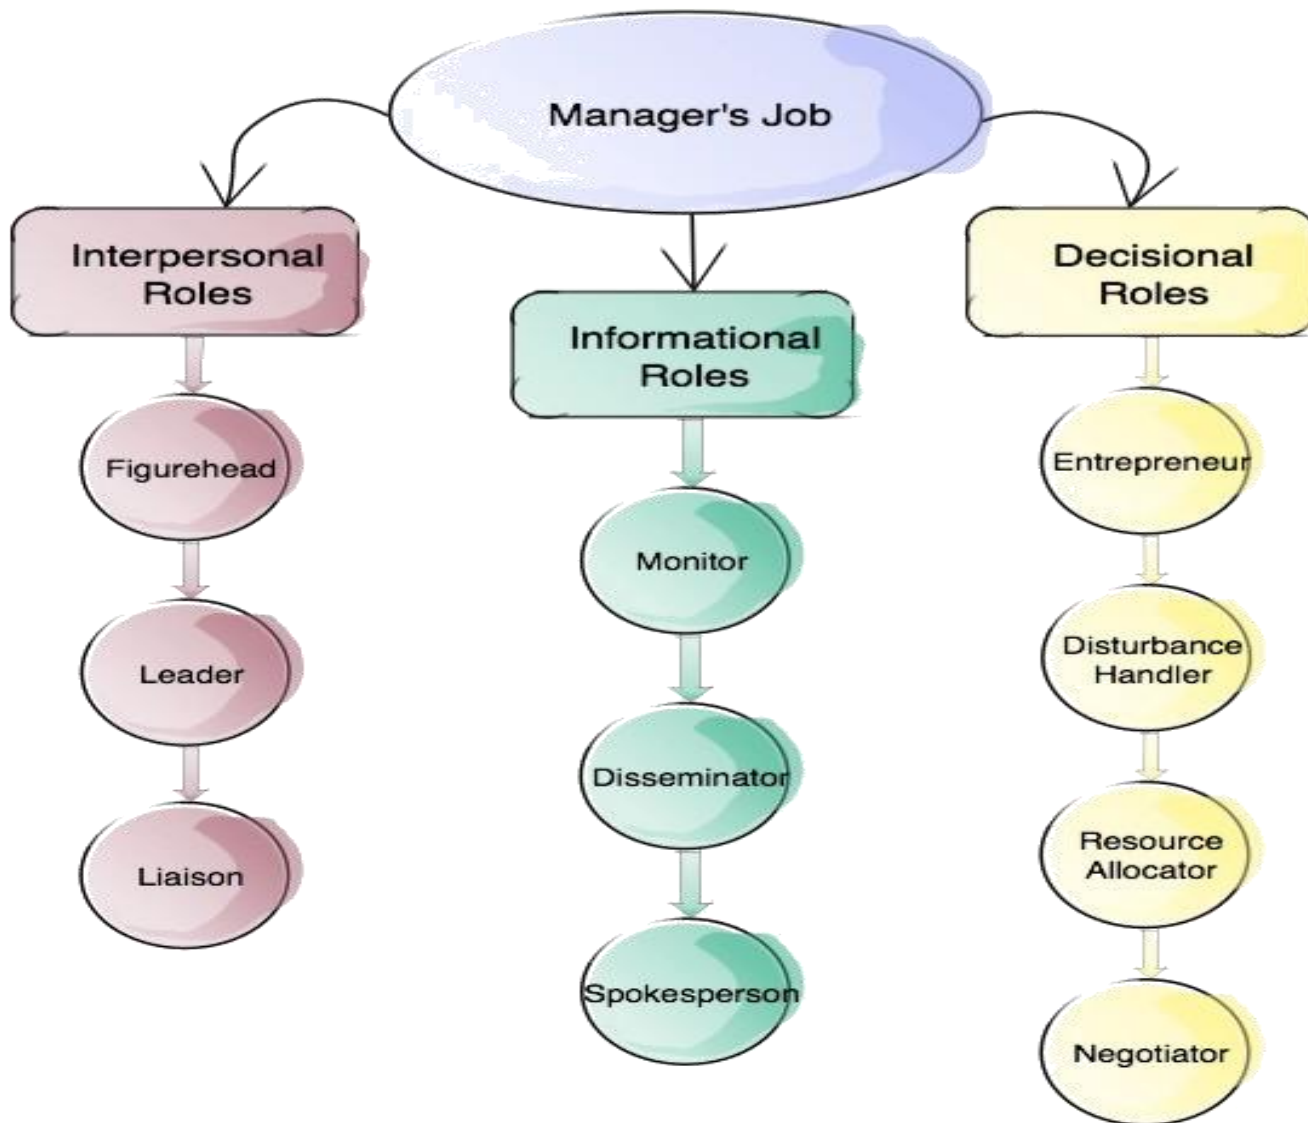 Manager's Job
Interpersonal
Roles
Figurehead
Leader
Liaison
Informational
Roles
Monitor
Disseminator
Spokesperson
Decisional
Roles
Entrepreneur
Disturbance
Handler
Resource
Allocator
Negotiator